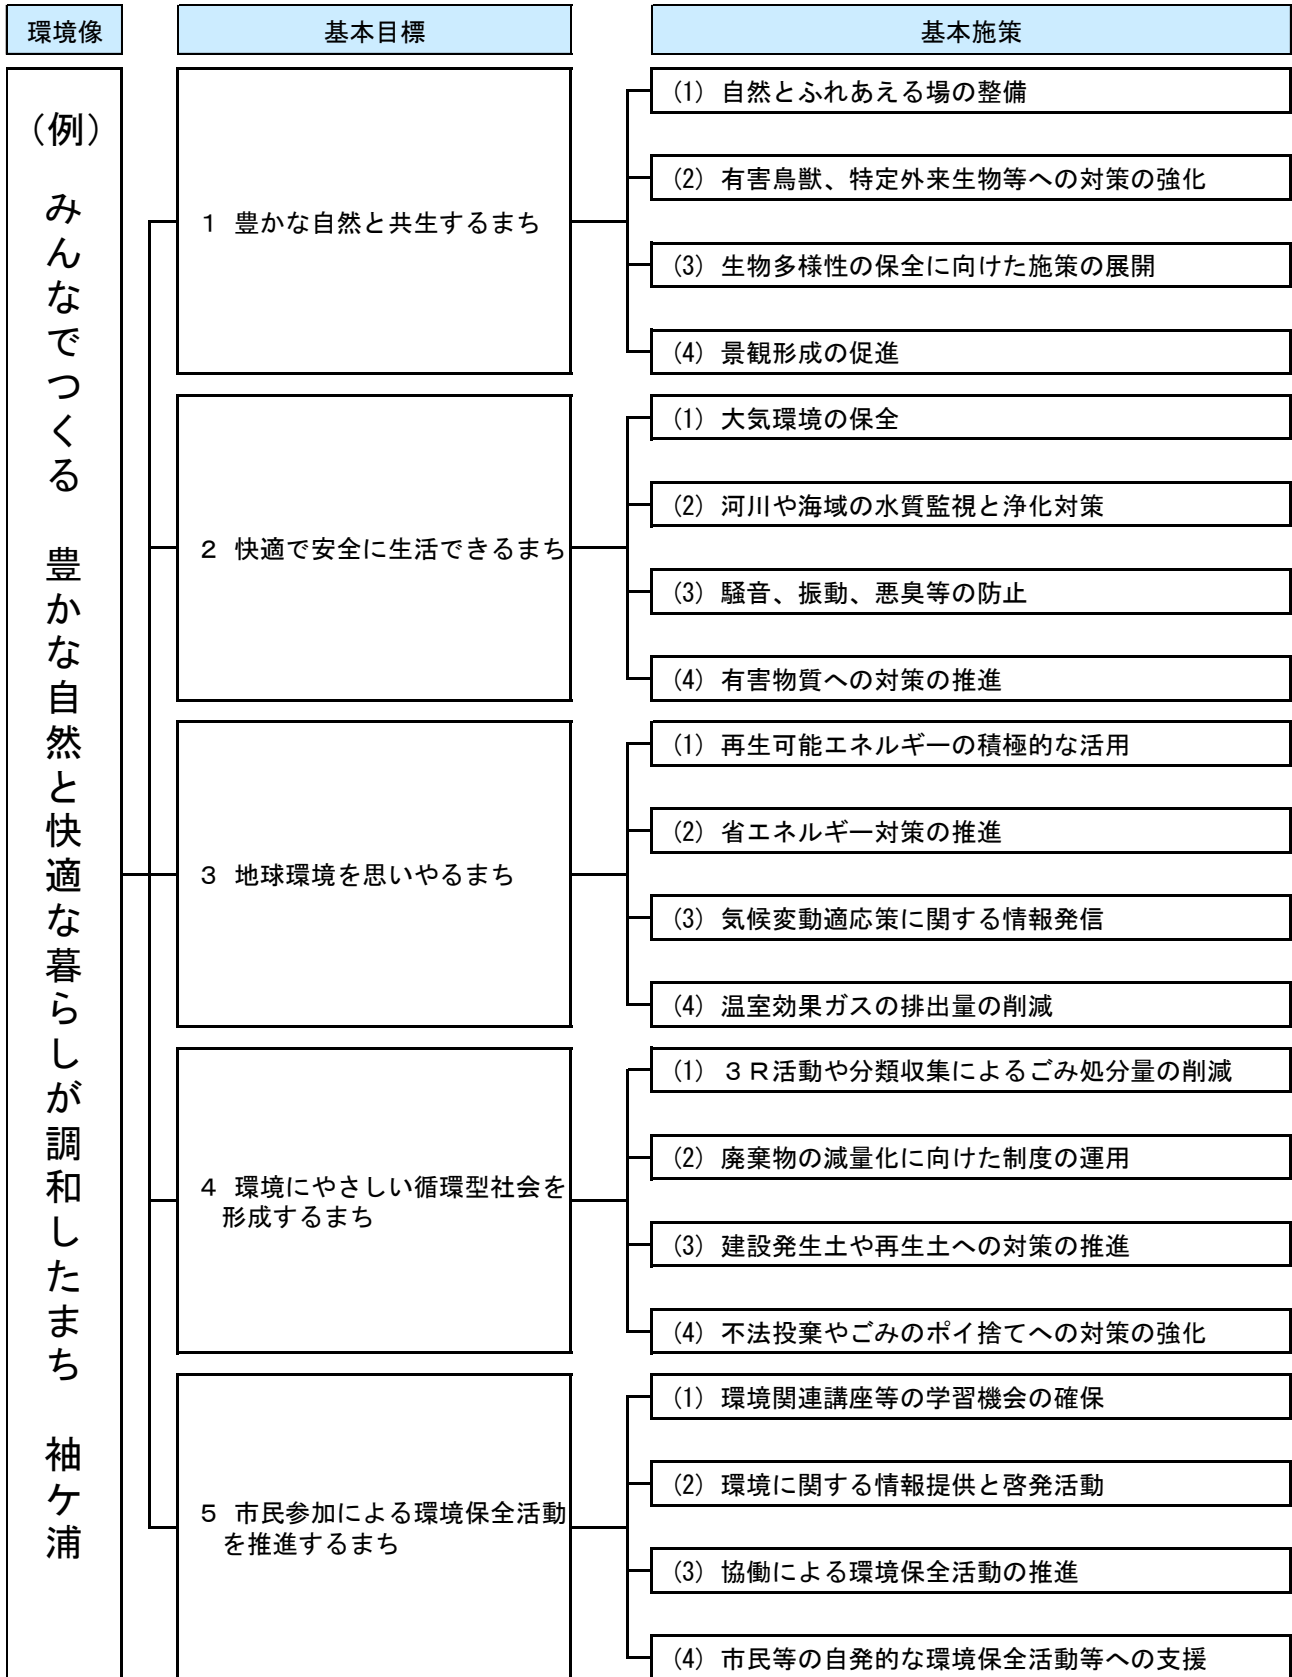 環境像
基本目標
基本施策
（例）
みんなでつくる　豊かな自然と快適な暮らしが調和したまち　袖ケ浦
１ 豊かな自然と共生するまち
(1) 自然とふれあえる場の整備
(2) 有害鳥獣、特定外来生物等への対策の強化
(3) 生物多様性の保全に向けた施策の展開
(4) 景観形成の促進
２ 快適で安全に生活できるまち
(1) 大気環境の保全
(2) 河川や海域の水質監視と浄化対策
(3) 騒音、振動、悪臭等の防止
(4) 有害物質への対策の推進
３ 地球環境を思いやるまち
(1) 再生可能エネルギーの積極的な活用
(2) 省エネルギー対策の推進
(3) 気候変動適応策に関する情報発信
(4) 温室効果ガスの排出量の削減
４ 環境にやさしい循環型社会を
形成するまち
(1) ３Ｒ活動や分類収集によるごみ処分量の削減
(2) 廃棄物の減量化に向けた制度の運用
(3) 建設発生土や再生土への対策の推進
(4) 不法投棄やごみのポイ捨てへの対策の強化
５ 市民参加による環境保全活動
を推進するまち
(1) 環境関連講座等の学習機会の確保
(2) 環境に関する情報提供と啓発活動
(3) 協働による環境保全活動の推進
(4) 市民等の自発的な環境保全活動等への支援